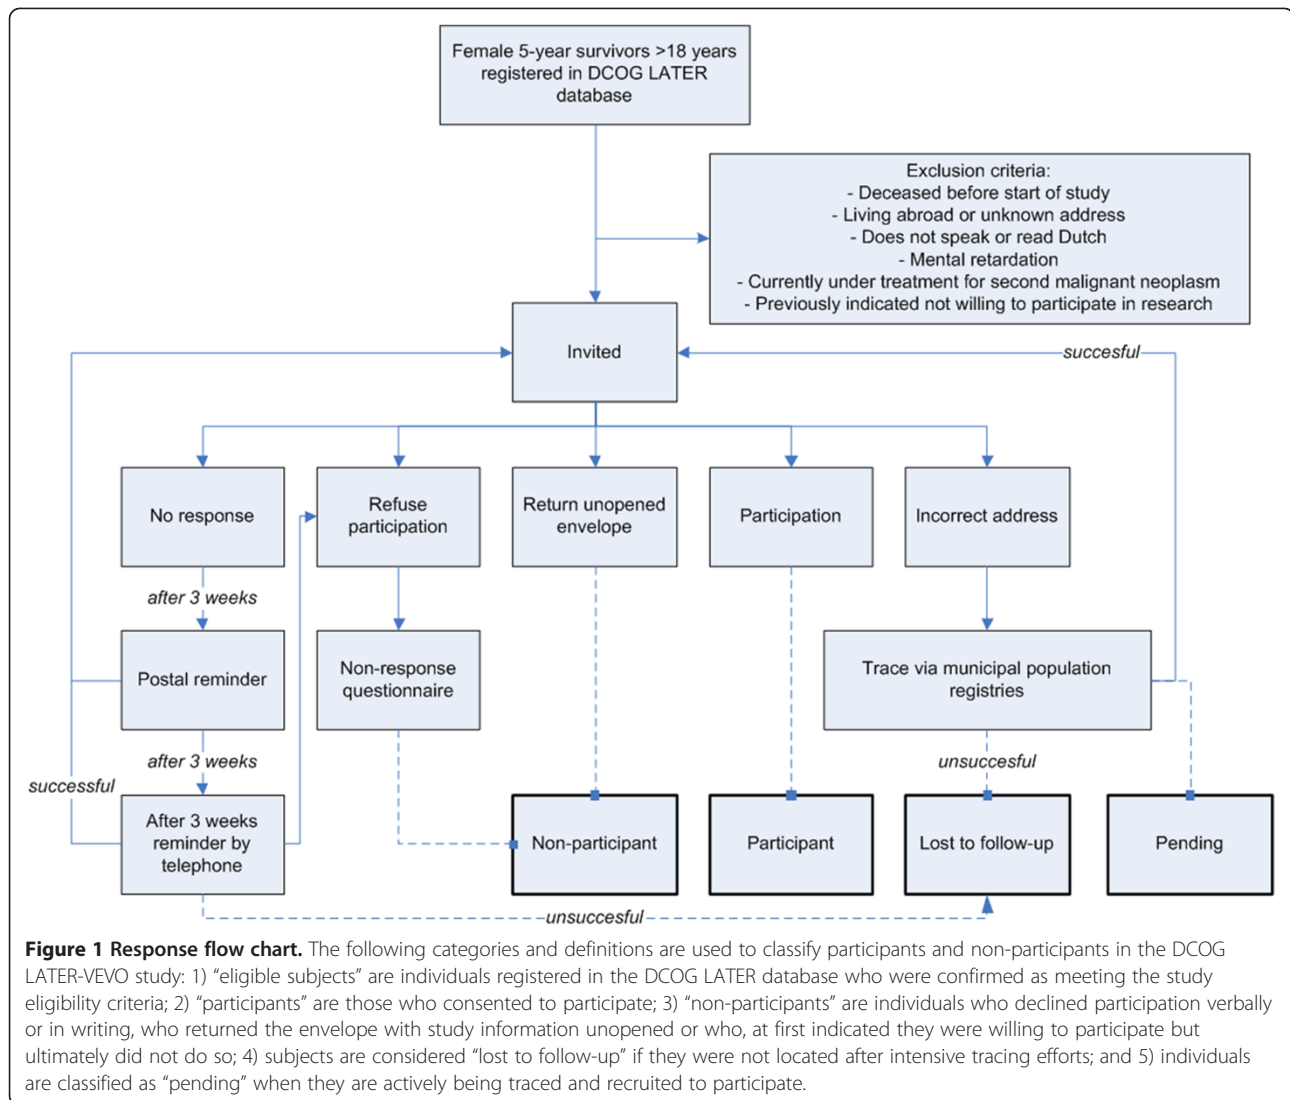 Female 5-year survivors >18 years
registered in DCOG LATER
database
Exclusion criteria:
- Deceased before start of study
- Living abroad or unknown address
- Does not speak or read Dutch
- Mental retardation
- Currently under treatment for second malignant neoplasm
- Previously indicated not willing to participate in research
Invited
succesful
No response
Refuse
participation
Return unopened
envelope
Participation
Incorrect address
after 3 weeks
Postal reminder
Non-response
questionnaire
Trace via municipal population
registries
after 3 weeks
unsuccesful
successful
After 3 weeks
reminder by
telephone
Non-participant
Participant
Lost to follow-up
Pending
unsuccesful
Figure 1 Response flow chart. The following categories and definitions are used to classify participants and non-participants in the DCOG
LATER-VEVO study: 1) “eligible subjects” are individuals registered in the DCOG LATER database who were confirmed as meeting the study
eligibility criteria; 2) “participants” are those who consented to participate; 3) “non-participants” are individuals who declined participation verbally
or in writing, who returned the envelope with study information unopened or who, at first indicated they were willing to participate but
ultimately did not do so; 4) subjects are considered “lost to follow-up” if they were not located after intensive tracing efforts; and 5) individuals
are classified as “pending” when they are actively being traced and recruited to participate.